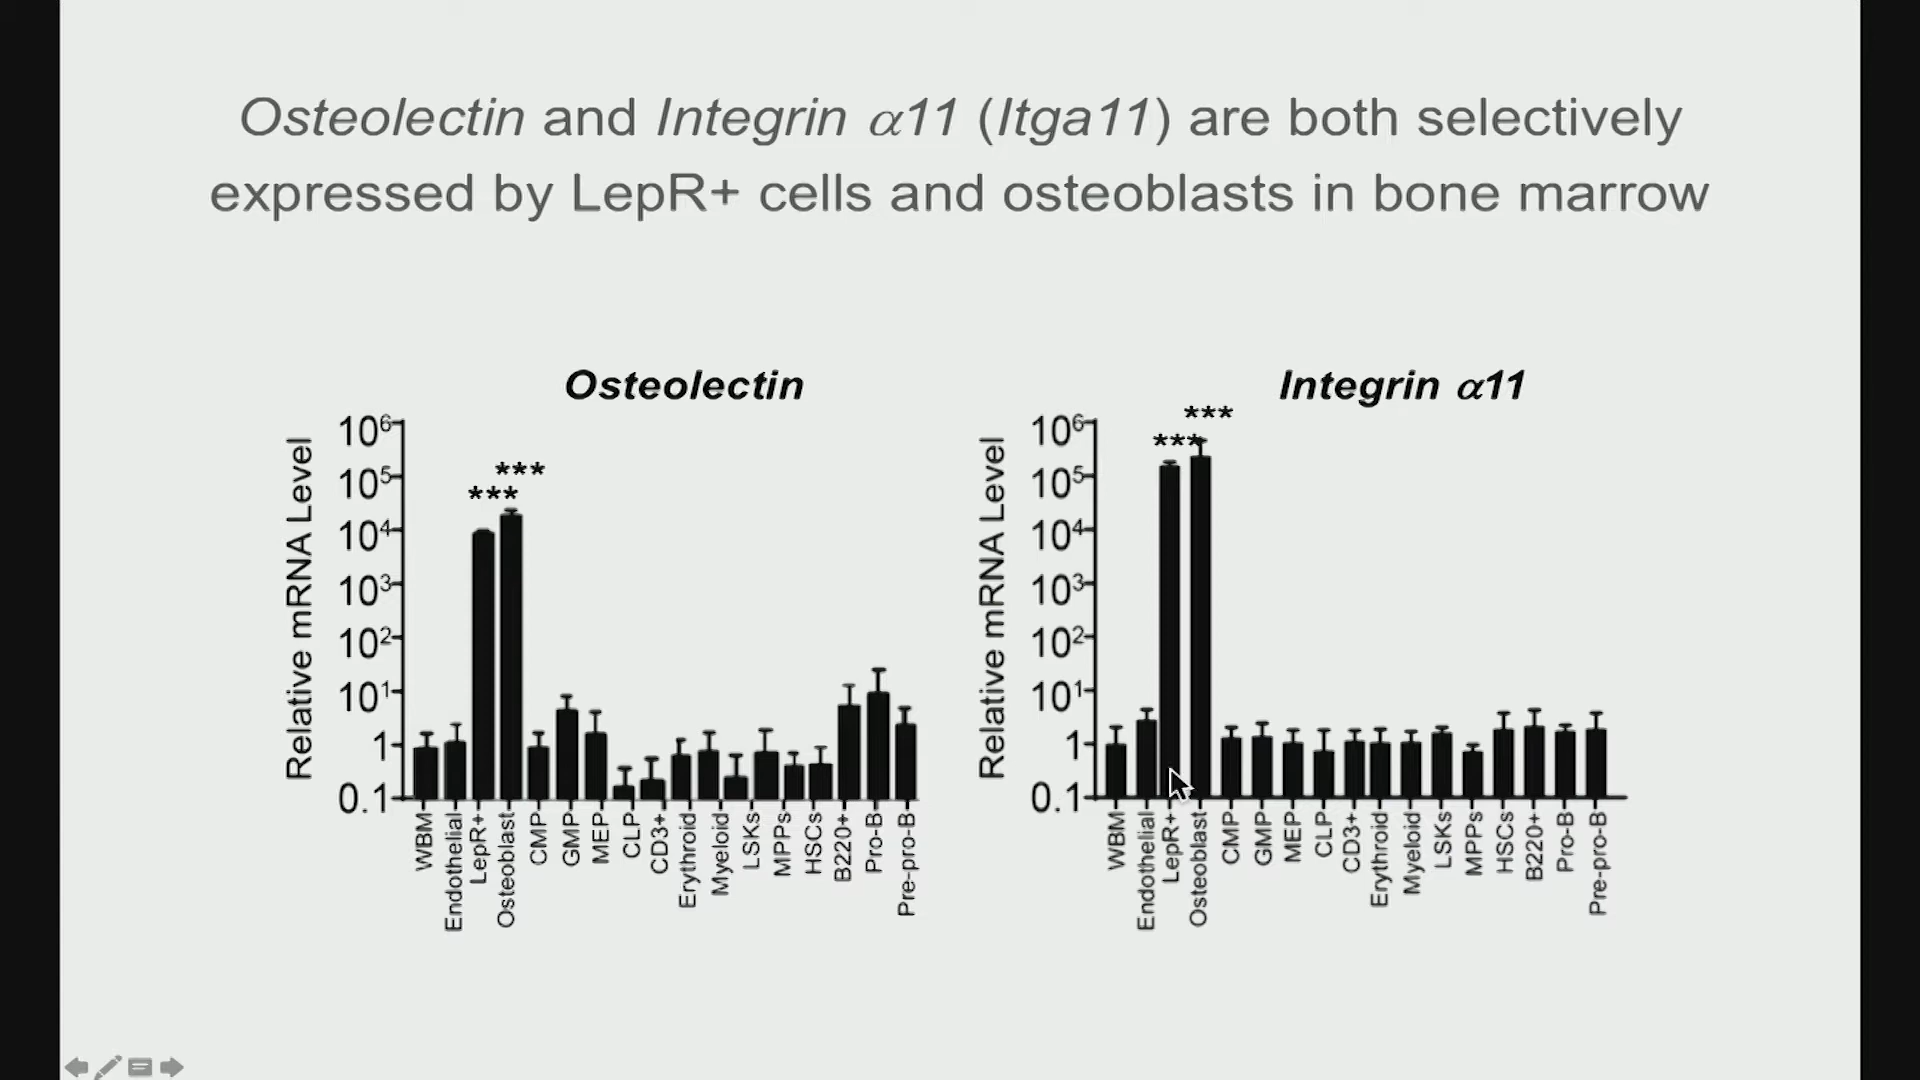 Osteolectin and Integrin α11 (Itga11) are both selectively
expressed by LepR+ cells and osteoblasts in bone marrow
Osteolectin
Relative mRNA Level
10⁶
10⁵
10⁴
10³
10²
10¹
1
0.1
***
***
WBM
Endothelial
LepR+
Osteoblast
CMP
GMP
MEP
CLP
CD3+
Erythroid
Myeloid
LSKs
MPPs
HSCs
B220+
Pro-B
Pre-pro-B
Integrin α11
Relative mRNA Level
10⁶
10⁵
10⁴
10³
10²
10¹
1
0.1
***
***
WBM
Endothelial
LepR+
Osteoblast
CMP
GMP
MEP
CLP
CD3+
Erythroid
Myeloid
LSKs
MPPs
HSCs
B220+
Pro-B
Pre-pro-B